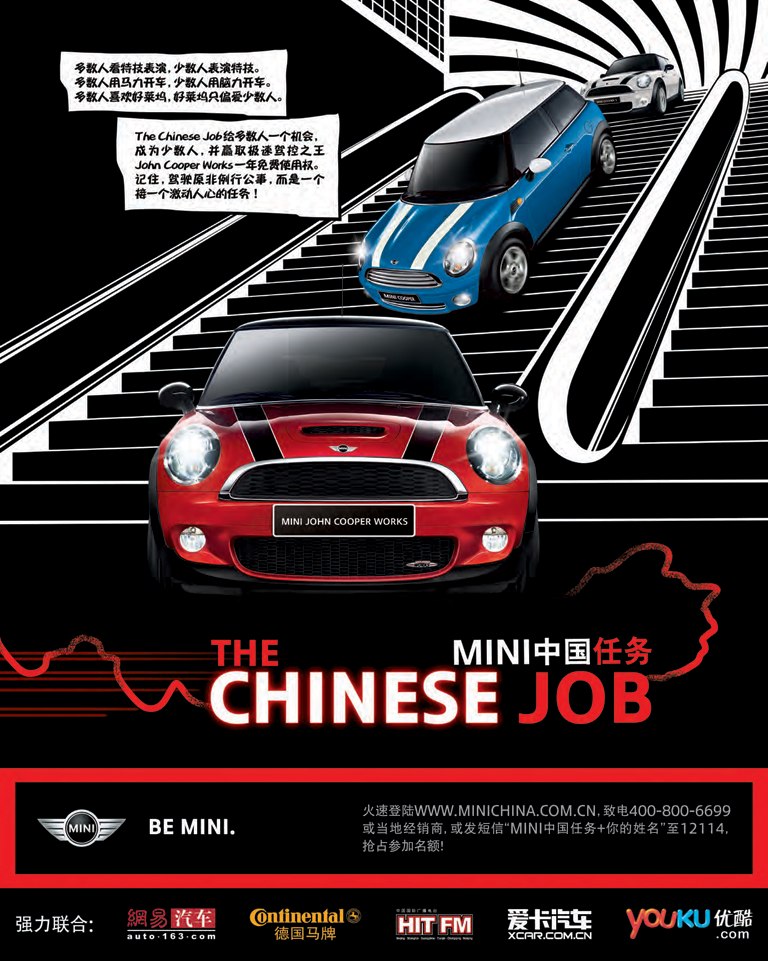 多数人看特技表演，少数人表演特技。
多数人用马力开车，少数人用脑力开车。
多数人喜欢好莱坞，好莱坞只偏爱少数人。
The Chinese Job给多数人一个机会，
成为少数人，并赢取极速驾控之王
John Cooper Works一年免费使用权。
记住，驾驶原非例行公事，而是一个
接一个激动人心的任务！
MINI COOPER
MINI JOHN COOPER WORKS
THE
MINI中国任务
CHINESE JOB
MINI
BE MINI.
火速登陆WWW.MINICHINA.COM.CN，致电400-800-6699
或当地经销商，或发短信“MINI中国任务+你的姓名”至12114，
抢占参加名额！
强力联合：
網易 汽车
auto·163.com
Continental
德国马牌
中国国际广播电台
HIT FM
爱卡汽车
XCAR.COM.CN
YOUKU 优酷
.com